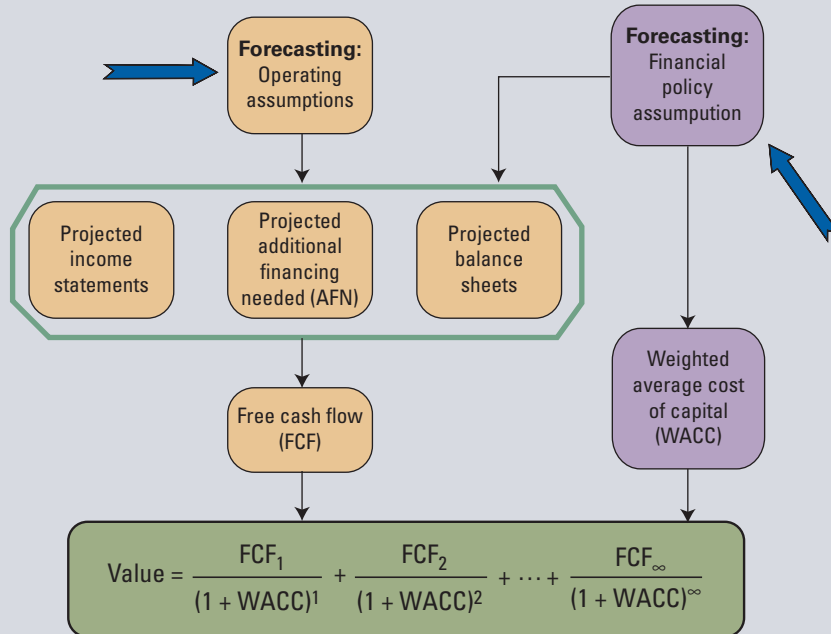 Forecasting:
Operating
assumptions
Forecasting:
Financial
policy
assumpution
Projected
income
statements
Projected
additional
financing
needed (AFN)
Projected
balance
sheets
Free cash flow
(FCF)
Weighted
average cost
of capital
(WACC)
Value = FCF₁ / (1 + WACC)¹ + FCF₂ / (1 + WACC)² + ⋯ + FCF∞ / (1 + WACC)^∞